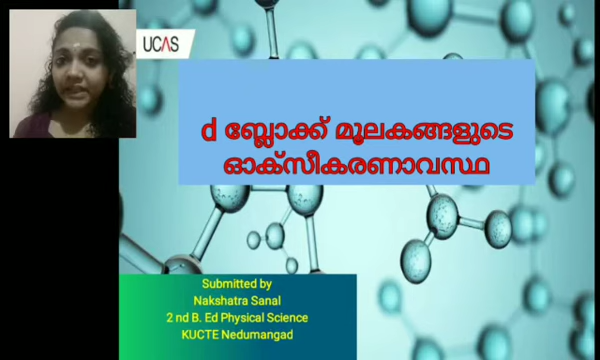 UCAS
d ബ്ലോക്ക് മൂലകങ്ങളുടെ
ഓക്സീകരണാവസ്ഥ
Submitted by
Nakshatra Sanal
2 nd B. Ed Physical Science
KUCTE Nedumangad